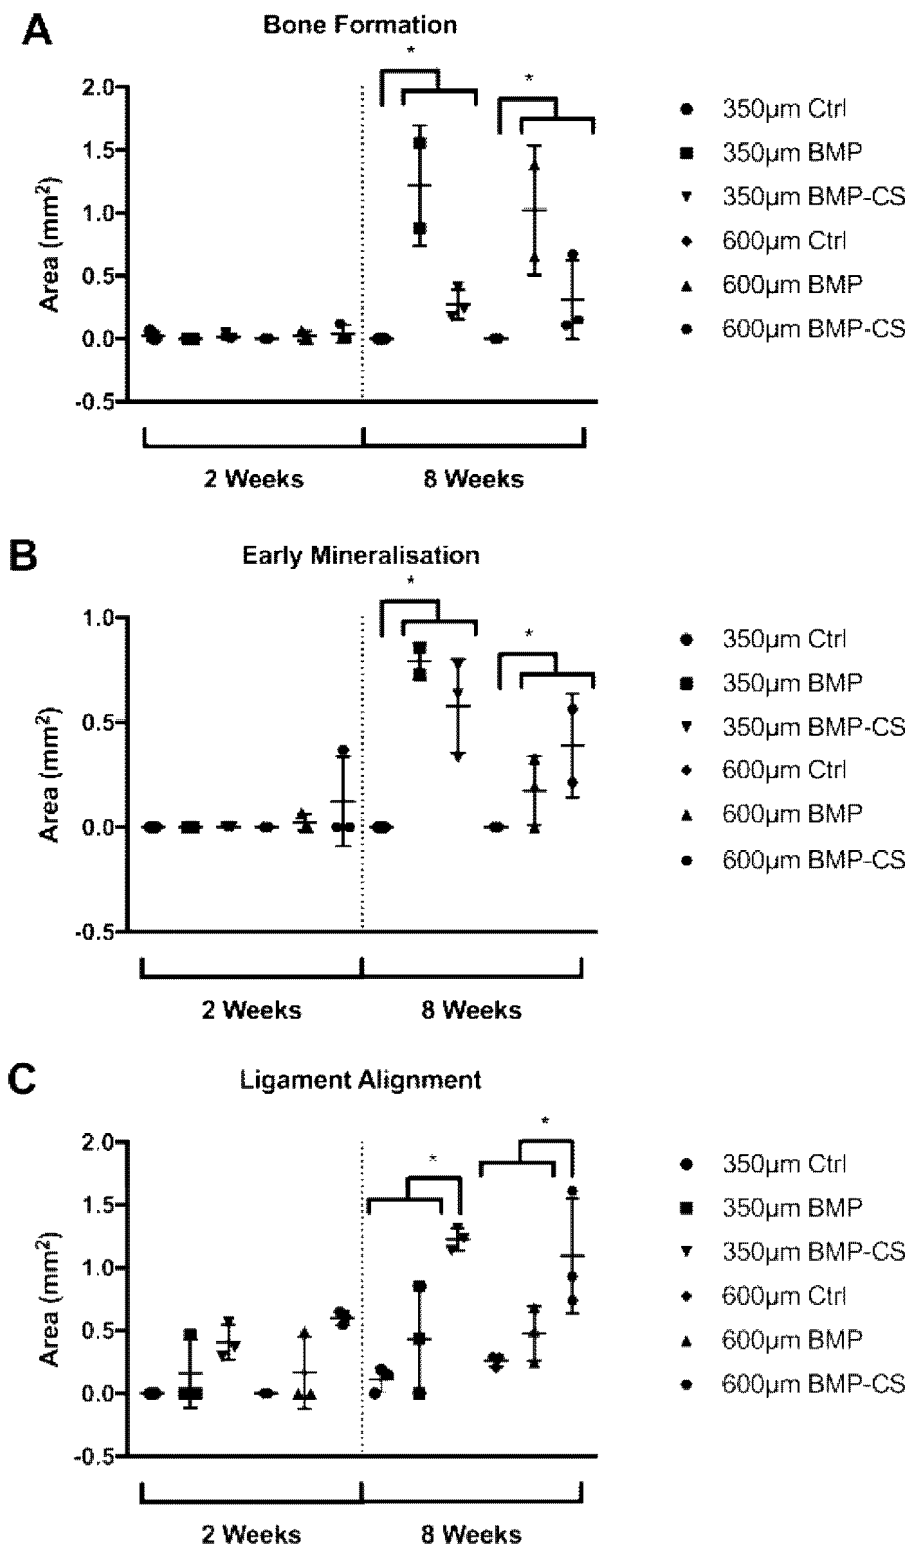 A
Bone Formation
*
*
2.0
1.5
1.0
0.5
0.0
-0.5
Area (mm²)
2 Weeks
8 Weeks
350µm Ctrl
350µm BMP
350µm BMP-CS
600µm Ctrl
600µm BMP
600µm BMP-CS
B
Early Mineralisation
*
*
1.0
0.5
0.0
-0.5
Area (mm²)
2 Weeks
8 Weeks
350µm Ctrl
350µm BMP
350µm BMP-CS
600µm Ctrl
600µm BMP
600µm BMP-CS
C
Ligament Alignment
*
*
2.0
1.5
1.0
0.5
0.0
-0.5
Area (mm²)
2 Weeks
8 Weeks
350µm Ctrl
350µm BMP
350µm BMP-CS
600µm Ctrl
600µm BMP
600µm BMP-CS